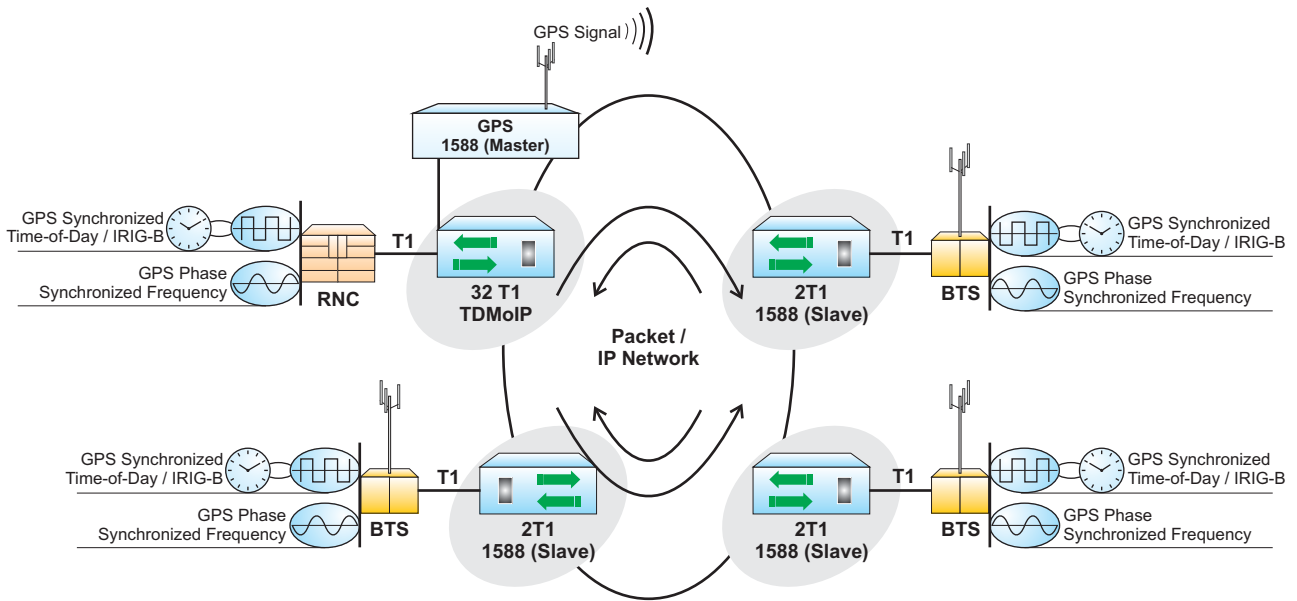 GPS Signal
GPS
1588 (Master)
GPS Synchronized
Time-of-Day / IRIG-B
GPS Phase
Synchronized Frequency
RNC
T1
32 T1
TDMoIP
2T1
1588 (Slave)
T1
BTS
GPS Synchronized
Time-of-Day / IRIG-B
GPS Phase
Synchronized Frequency
Packet /
IP Network
GPS Synchronized
Time-of-Day / IRIG-B
GPS Phase
Synchronized Frequency
BTS
T1
2T1
1588 (Slave)
2T1
1588 (Slave)
T1
BTS
GPS Synchronized
Time-of-Day / IRIG-B
GPS Phase
Synchronized Frequency